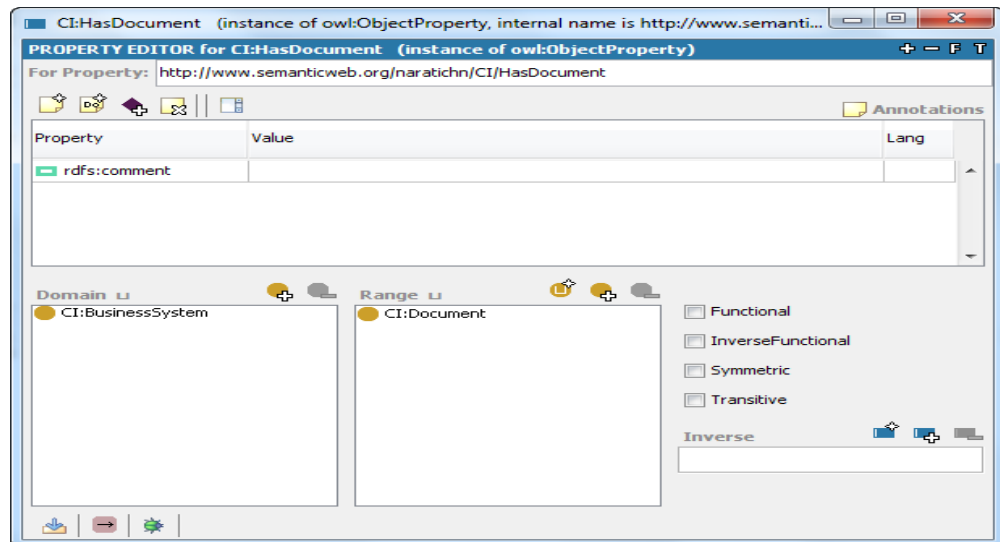 CI:HasDocument (instance of owl:ObjectProperty, internal name is http://www.semanti...
PROPERTY EDITOR for CI:HasDocument (instance of owl:ObjectProperty)
F T
For Property: http://www.semanticweb.org/naratichn/CI/HasDocument
Annotations
Property Value Lang
rdfs:comment
Domain ⊔ Range ⊔
CI:BusinessSystem CI:Document
Functional
InverseFunctional
Symmetric
Transitive
Inverse